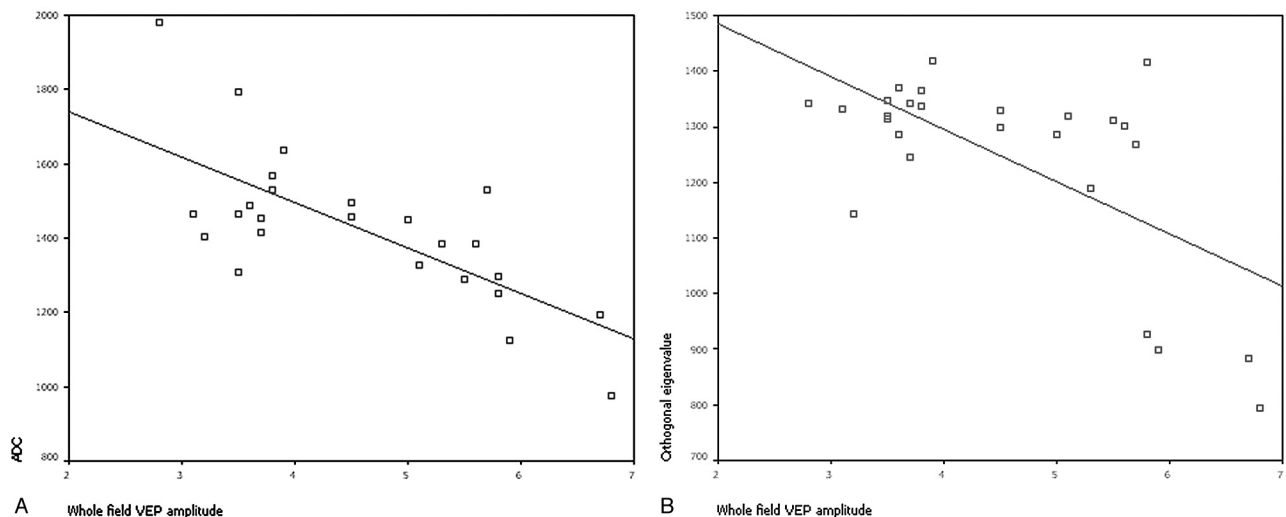 2000
1800
1600
1400
1200
1000
800
ADC
2 3 4 5 6 7
A Whole field VEP amplitude
1500
1400
1300
1200
1100
1000
900
800
700
Orthogonal eigenvalue
2 3 4 5 6 7
B Whole field VEP amplitude